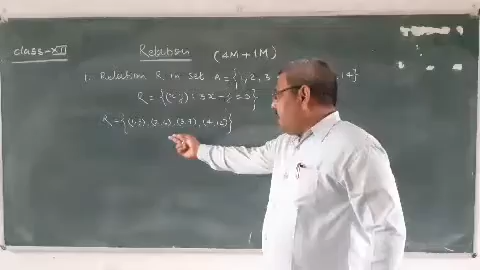 class-XII
Relation (4M+1M)
1. Relation R in set A = {1, 2, 3 14}
R = {(x,y): 3x-y=0}
R={(1,3), (2,6), (3,9), (4,12)}